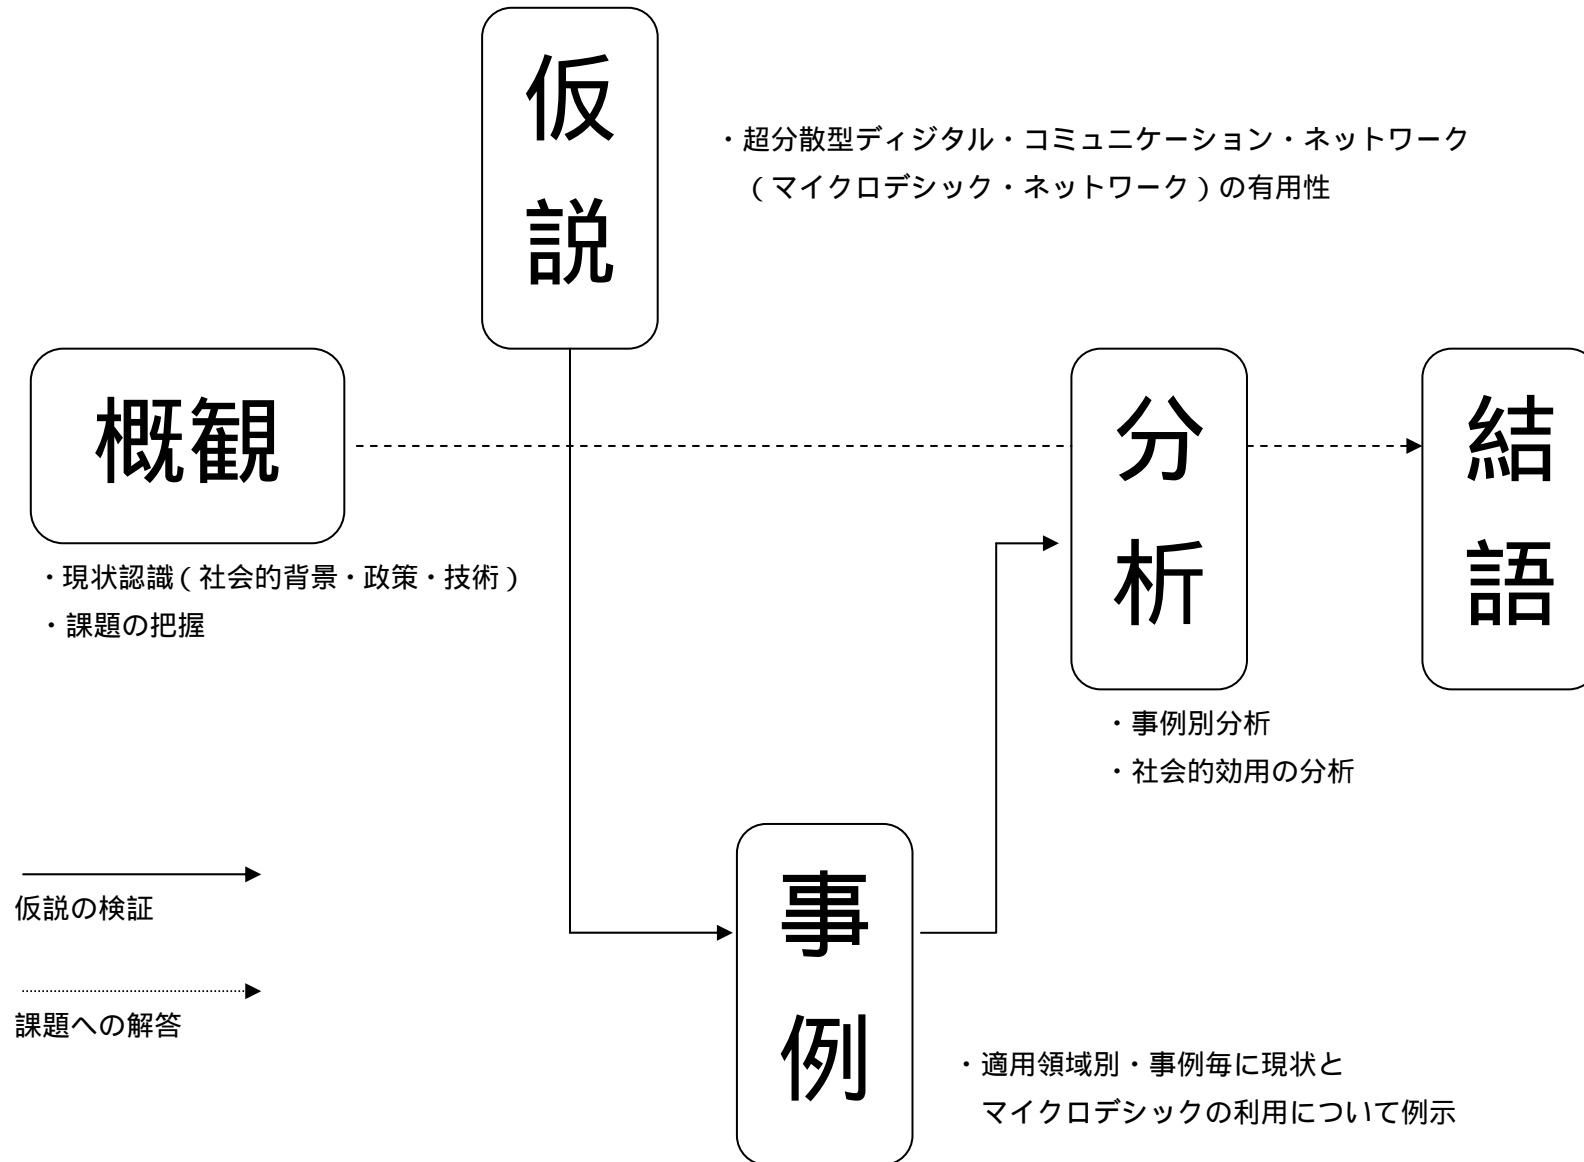 仮説
・超分散型ディジタル・コミュニケーション・ネットワーク
（マイクロデシック・ネットワーク）の有用性
概観
・現状認識（社会的背景・政策・技術）
・課題の把握
分析
・事例別分析
・社会的効用の分析
結語
仮説の検証
課題への解答
事例
・適用領域別・事例毎に現状と
マイクロデシックの利用について例示